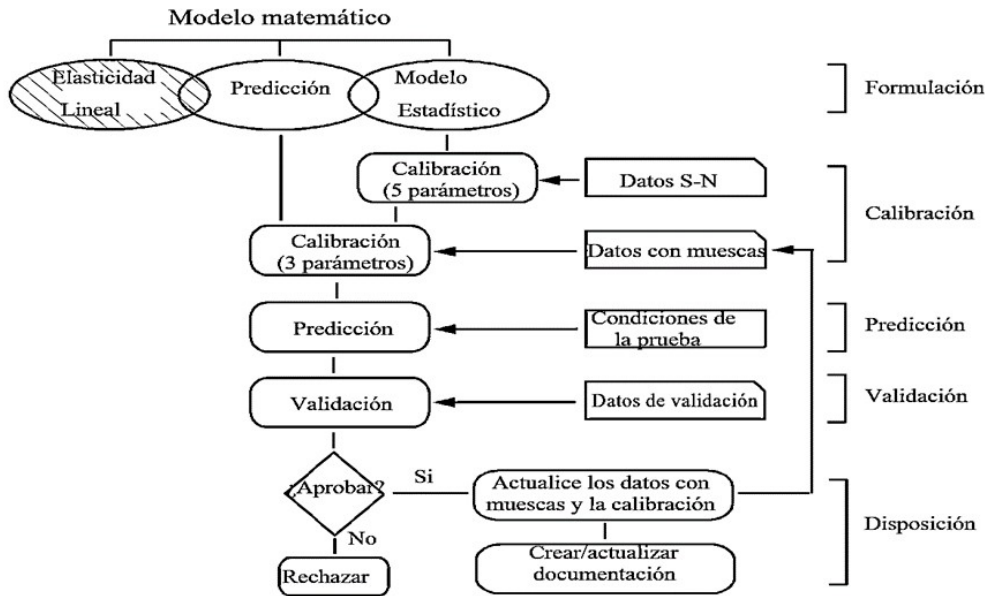 Modelo matemático
Elasticidad
Lineal
Predicción
Modelo
Estadístico
Formulación
Calibración
(5 parámetros)
Datos S-N
Calibración
Calibración
(3 parámetros)
Datos con muescas
Predicción
Condiciones de
la prueba
Predicción
Validación
Datos de validación
Validación
¿Aprobar?
Si
Actualice los datos con
muescas y la calibración
Disposición
No
Rechazar
Crear/actualizar
documentación